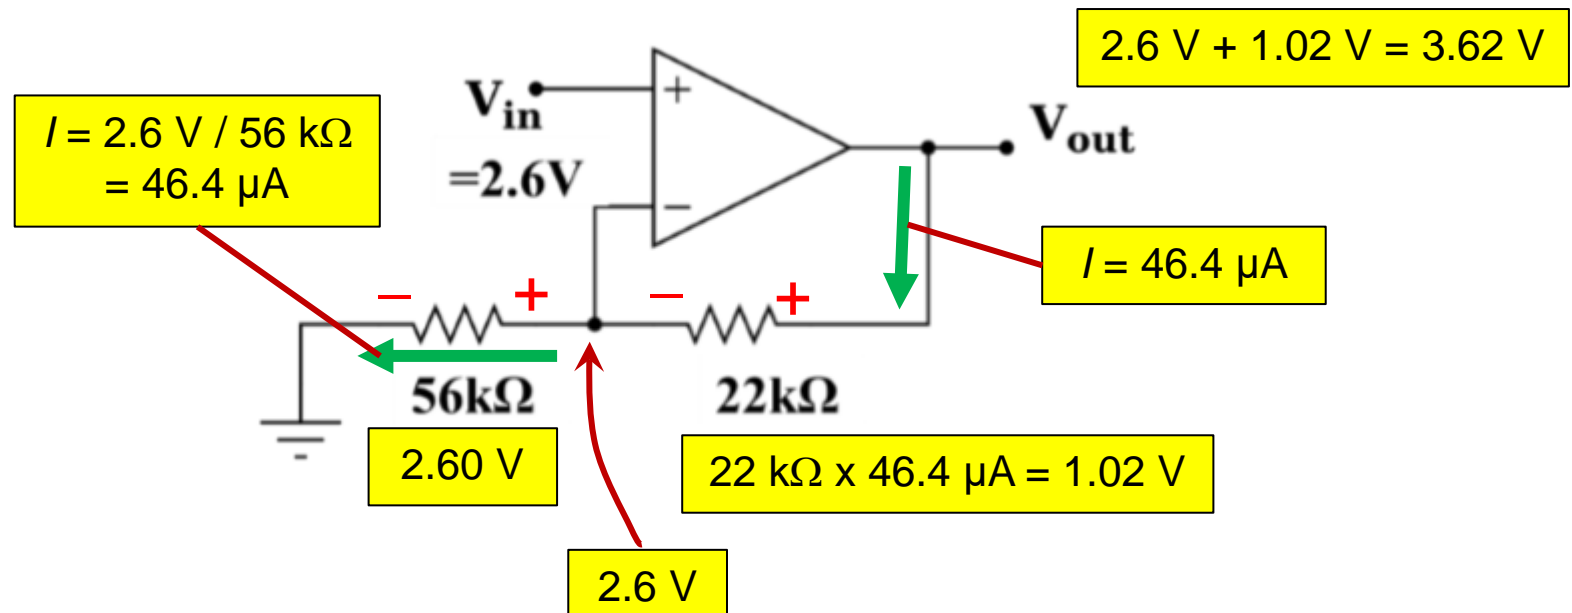 2.6 V + 1.02 V = 3.62 V
I = 2.6 V / 56 kΩ
= 46.4 µA
Vin
=2.6V
+
−
Vout
I = 46.4 µA
− + − +
56kΩ 22kΩ
2.60 V
22 kΩ x 46.4 µA = 1.02 V
2.6 V